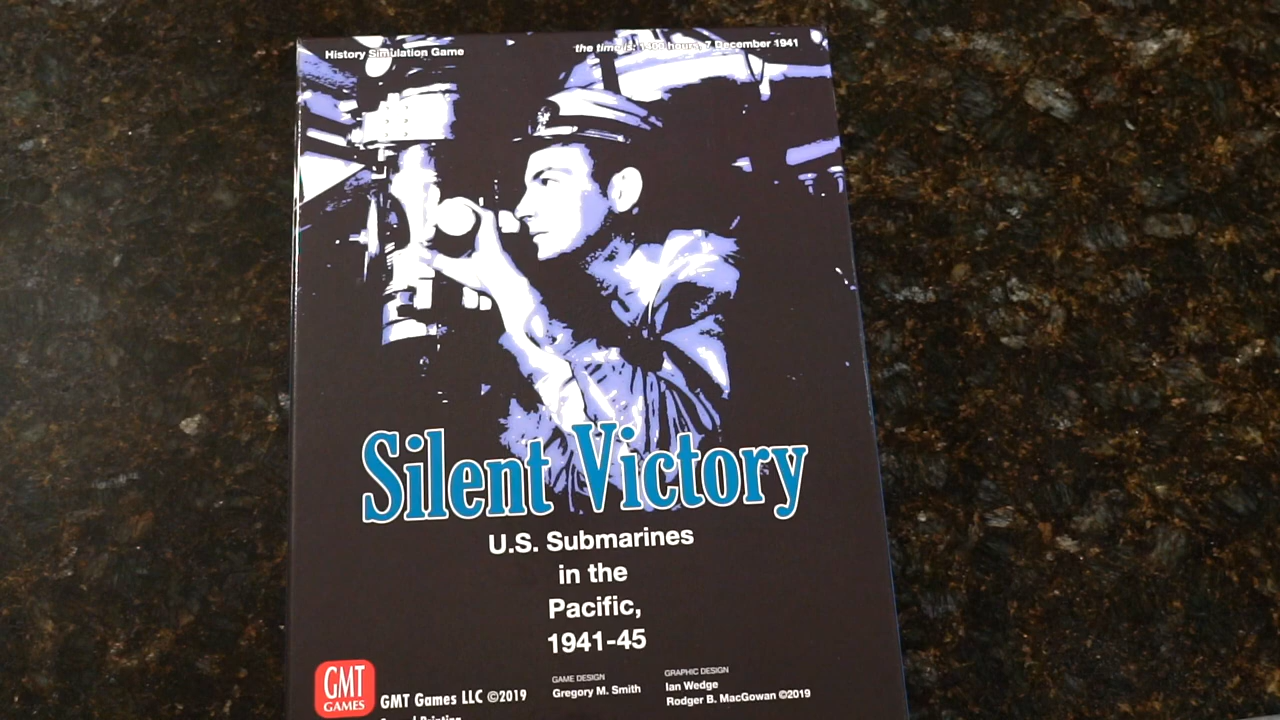 History Simulation Game
the time is: 1400 hours, 7 December 1941
Silent Victory
U.S. Submarines
in the
Pacific,
1941-45
GMT
GAMES
GMT Games LLC ©2019
GAME DESIGN
Gregory M. Smith
GRAPHIC DESIGN
Ian Wedge
Rodger B. MacGowan ©2019